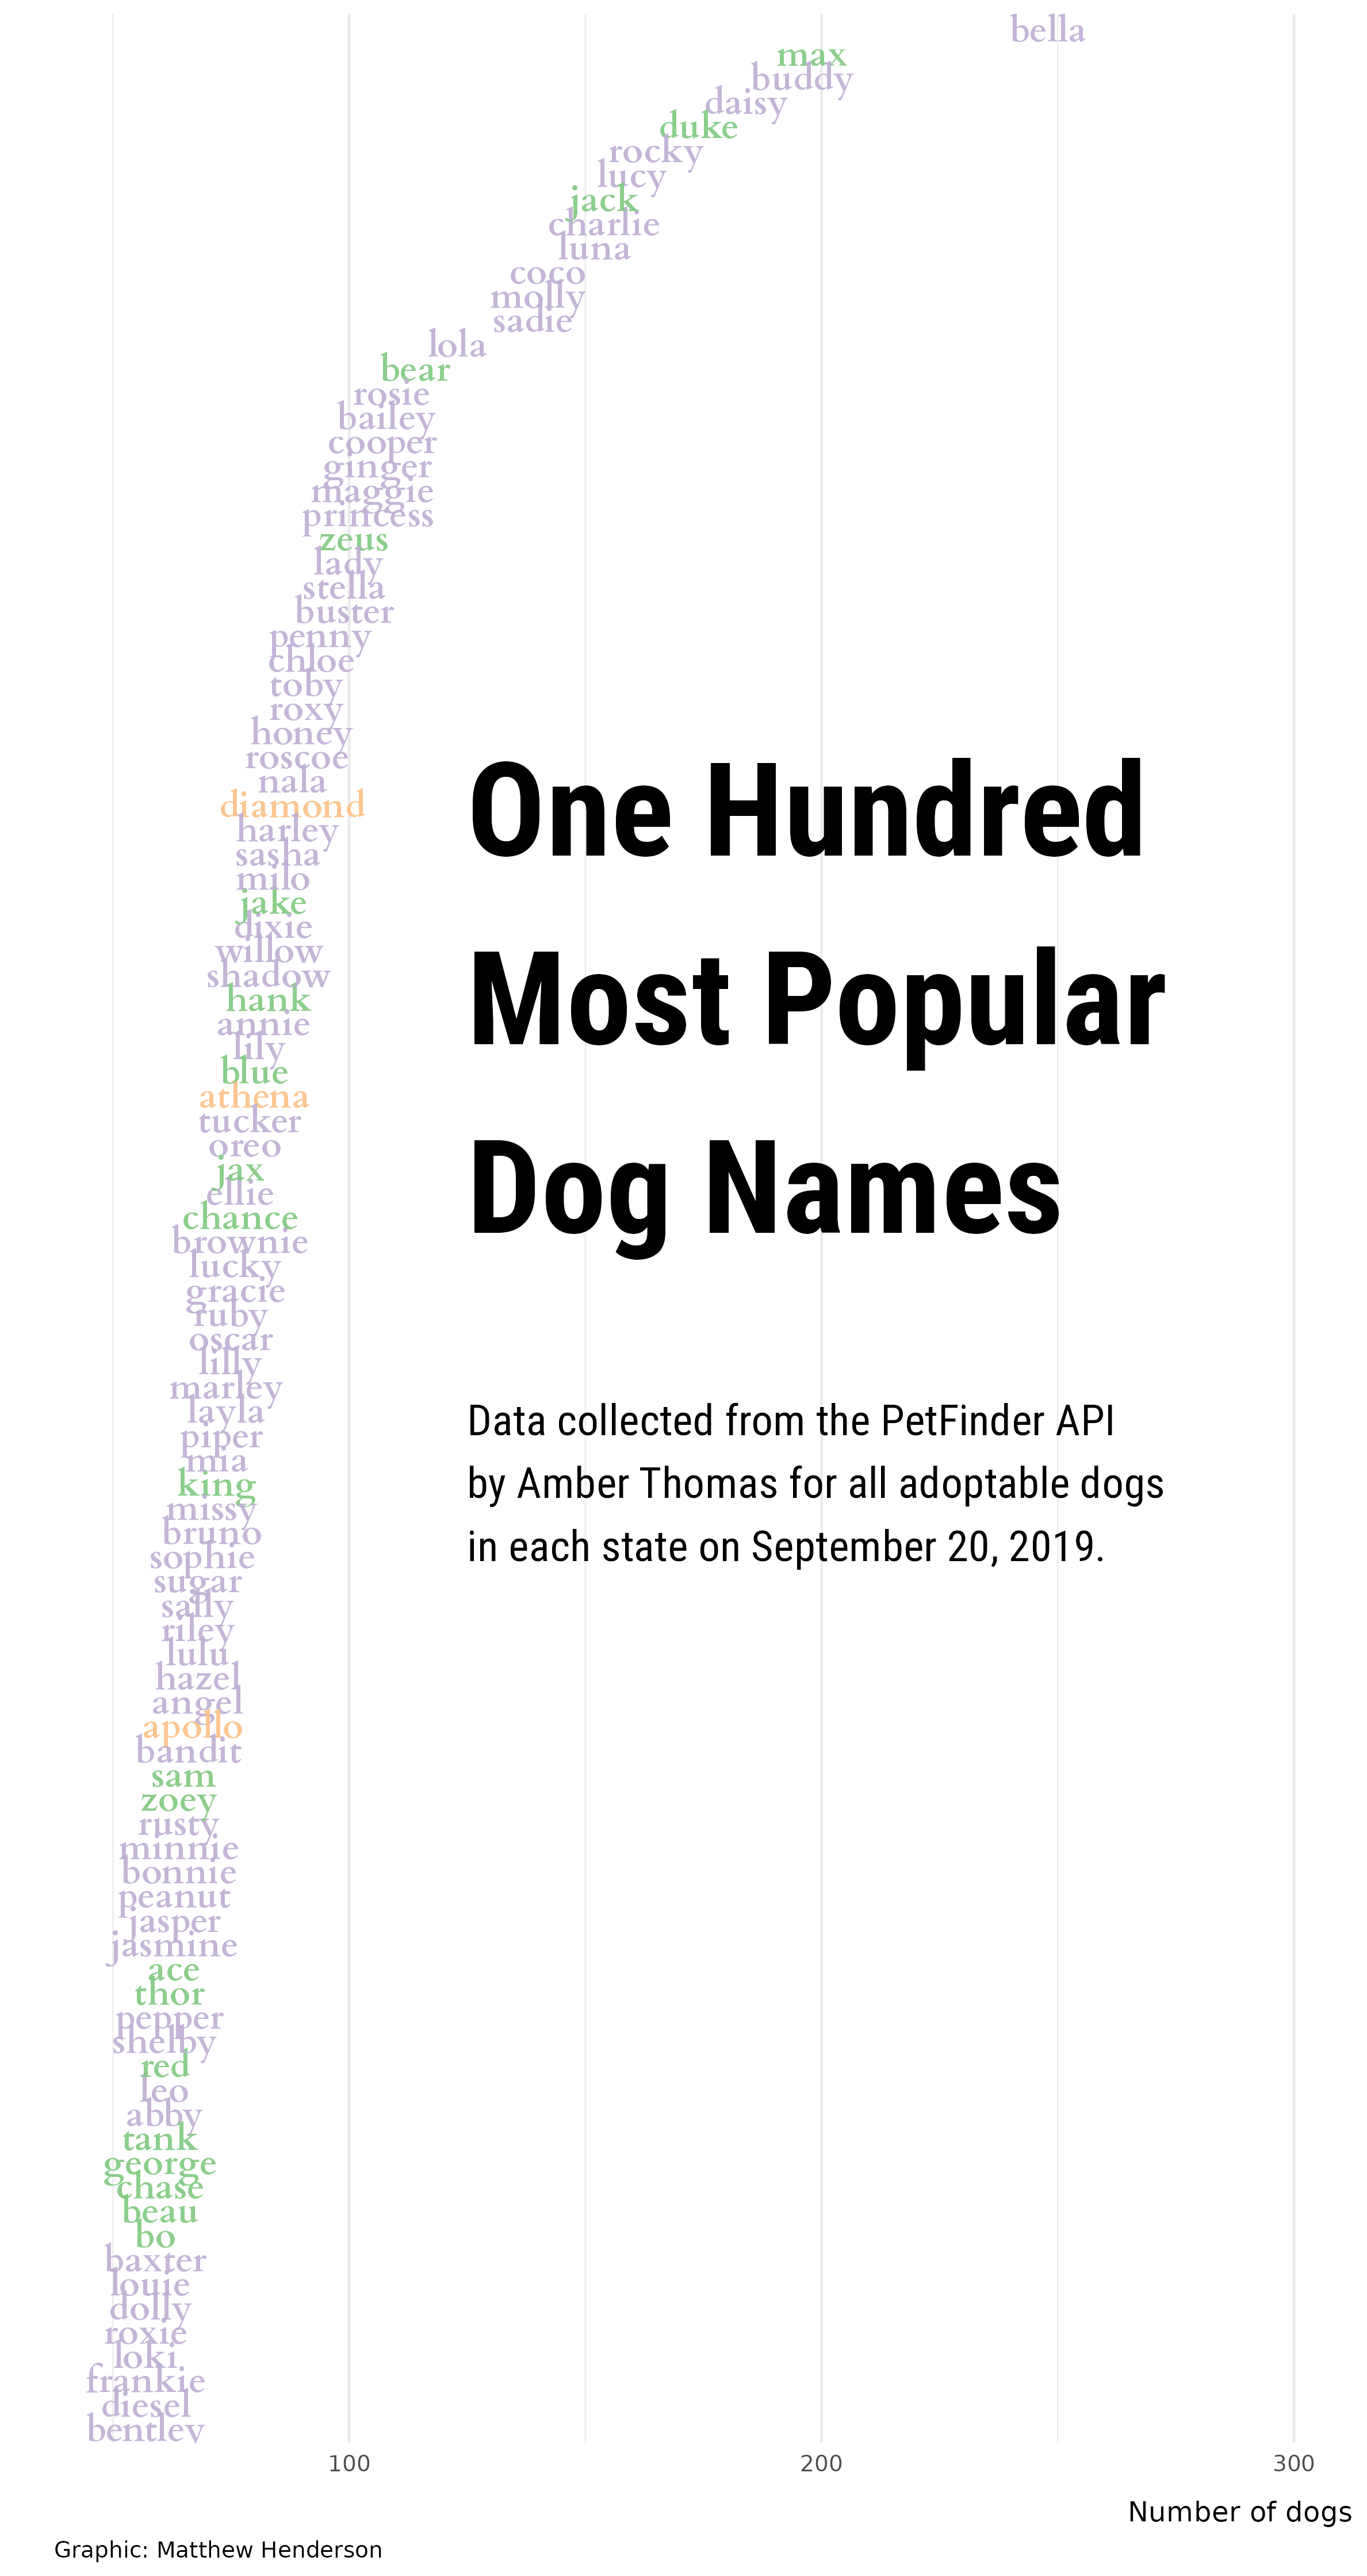 bella
max
buddy
daisy
duke
rocky
lucy
jack
charlie
luna
coco
molly
sadie
lola
bear
rosie
bailey
cooper
ginger
maggie
princess
zeus
lady
stella
buster
penny
chloe
toby
roxy
honey
roscoe
nala
diamond
harley
sasha
milo
jake
dixie
willow
shadow
hank
annie
lily
blue
athena
tucker
oreo
jax
ellie
chance
brownie
lucky
gracie
ruby
oscar
lilly
marley
layla
piper
mia
king
missy
bruno
sophie
sugar
sally
riley
lulu
hazel
angel
apollo
bandit
sam
zoey
rusty
minnie
bonnie
peanut
jasper
jasmine
ace
thor
pepper
shelby
red
leo
abby
tank
george
chase
beau
bo
baxter
louie
dolly
roxie
loki
frankie
diesel
bentley
One Hundred
Most Popular
Dog Names
Data collected from the PetFinder API
by Amber Thomas for all adoptable dogs
in each state on September 20, 2019.
100 200 300
Number of dogs
Graphic: Matthew Henderson